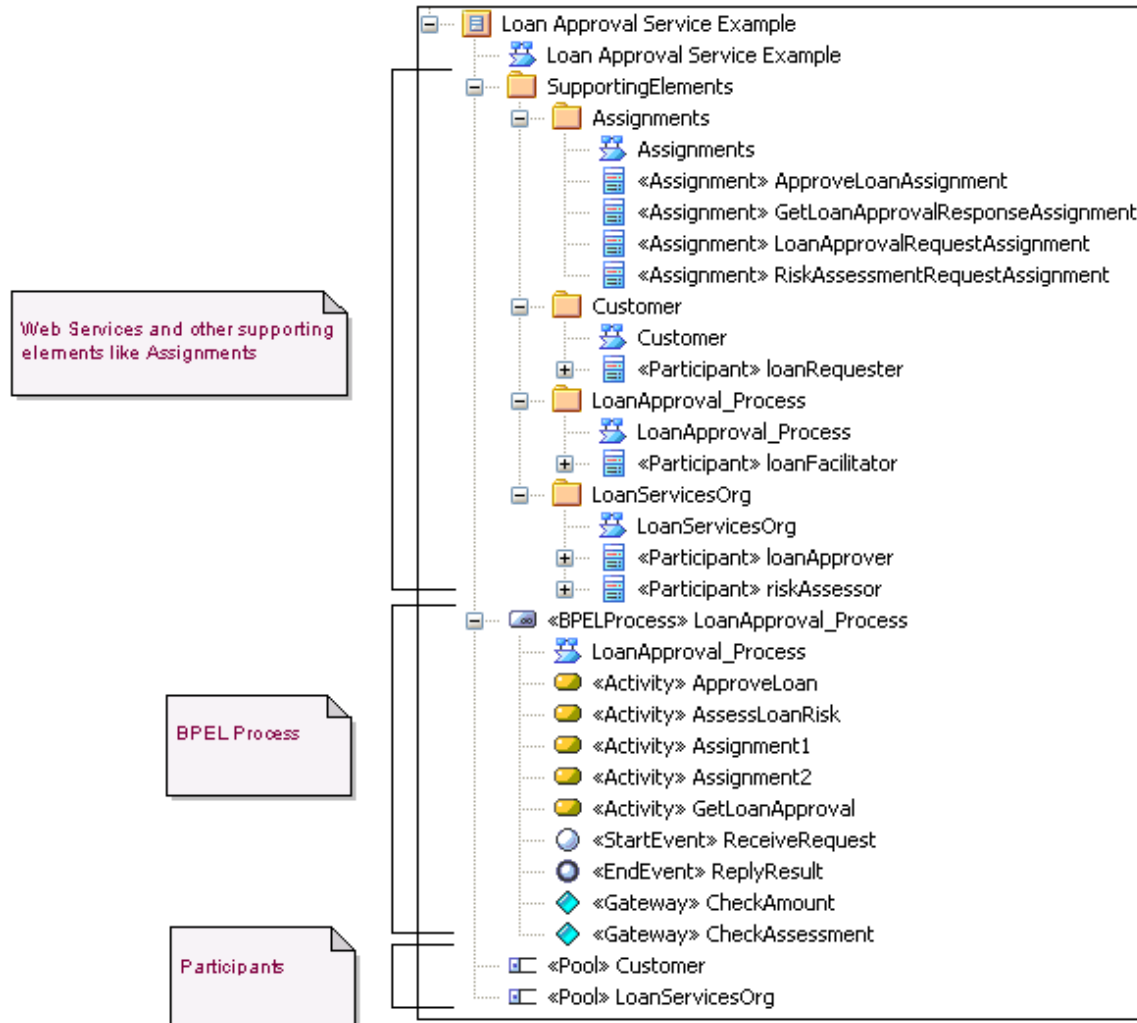 Loan Approval Service Example
Loan Approval Service Example
SupportingElements
Assignments
Assignments
«Assignment» ApproveLoanAssignment
«Assignment» GetLoanApprovalResponseAssignment
«Assignment» LoanApprovalRequestAssignment
«Assignment» RiskAssessmentRequestAssignment
Customer
Customer
«Participant» loanRequester
LoanApproval_Process
LoanApproval_Process
«Participant» loanFacilitator
LoanServicesOrg
LoanServicesOrg
«Participant» loanApprover
«Participant» riskAssessor
Web Services and other supporting
elements like Assignments
«BPELProcess» LoanApproval_Process
LoanApproval_Process
«Activity» ApproveLoan
«Activity» AssessLoanRisk
«Activity» Assignment1
«Activity» Assignment2
«Activity» GetLoanApproval
«StartEvent» ReceiveRequest
«EndEvent» ReplyResult
«Gateway» CheckAmount
«Gateway» CheckAssessment
BPEL Process
«Pool» Customer
«Pool» LoanServicesOrg
Participants